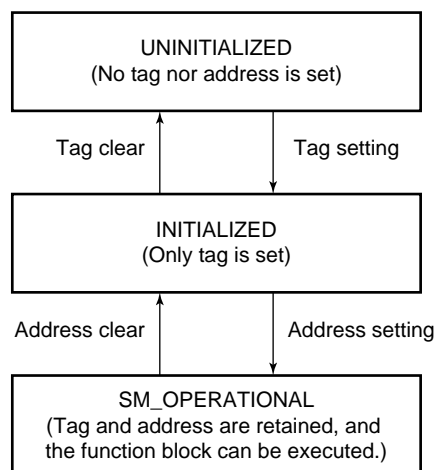 UNINITIALIZED
(No tag nor address is set)
Tag clear
Tag setting
INITIALIZED
(Only tag is set)
Address clear
Address setting
SM_OPERATIONAL
(Tag and address are retained, and
the function block can be executed.)